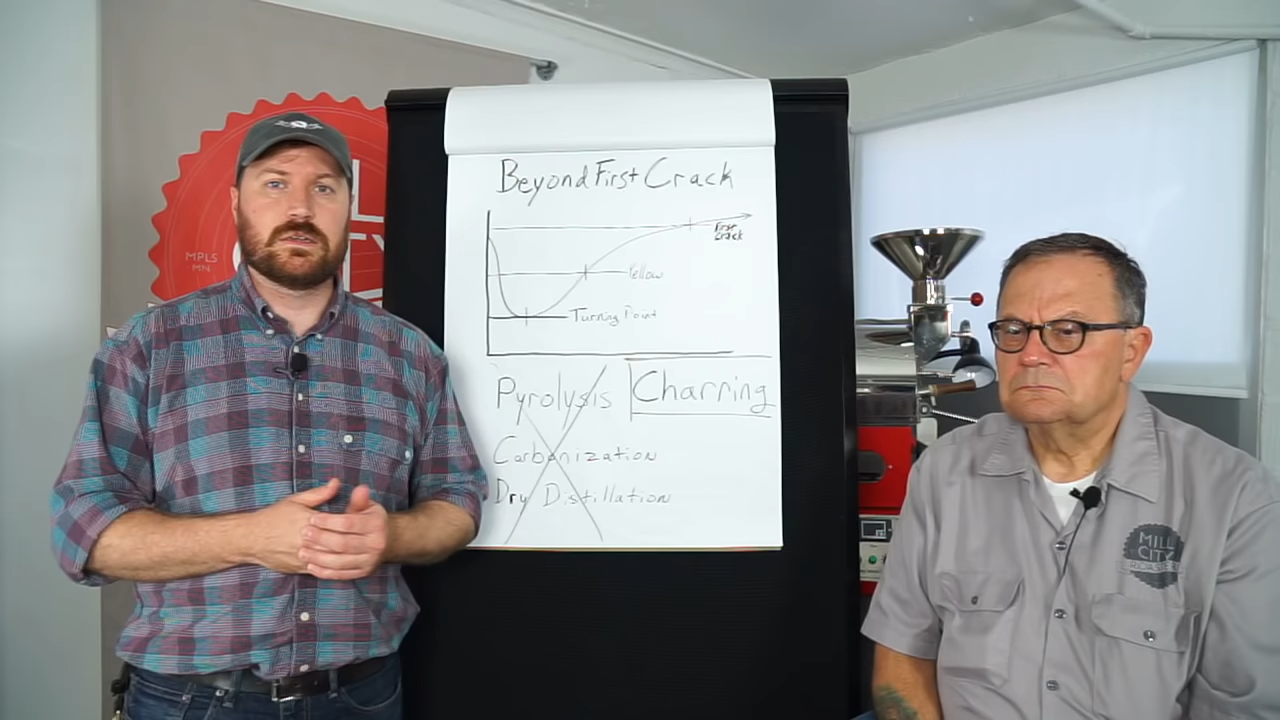 Beyond First Crack
First
Crack
Yellow
Turning Point
Pyrolysis
Charring
Carbonization
Dry Distillation
MPLS
MN
MILL
CITY